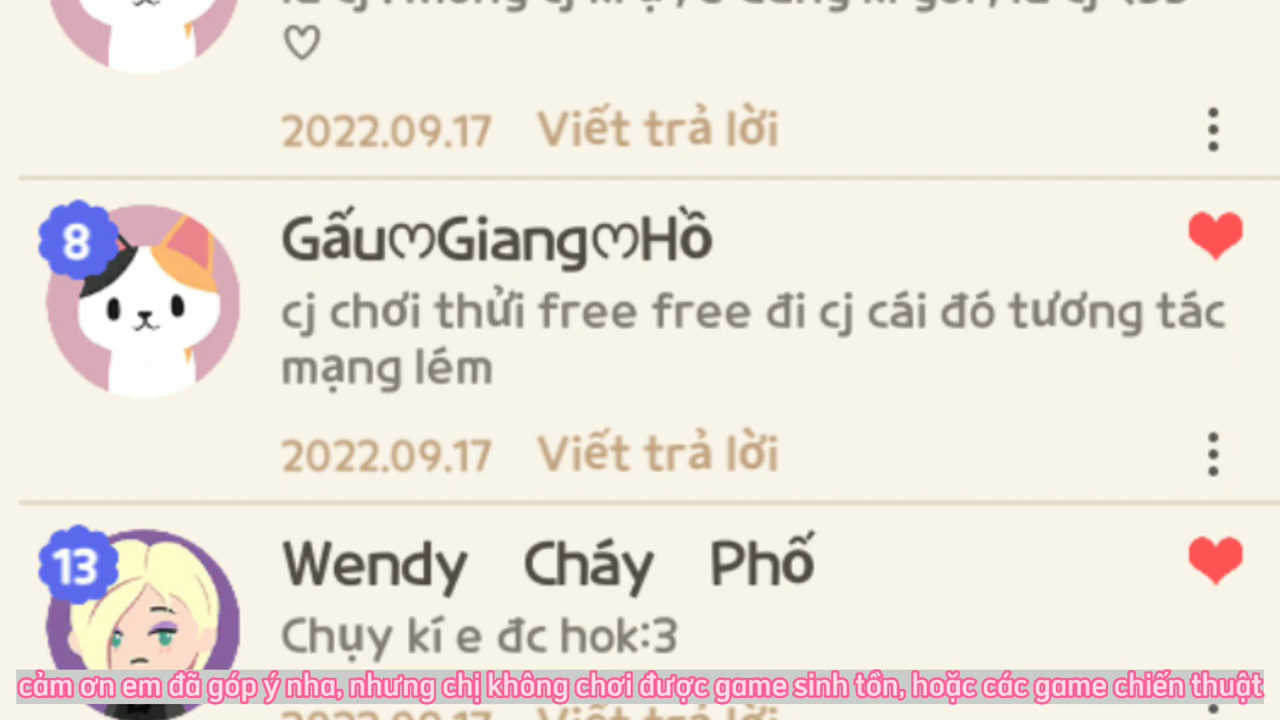 ♡
2022.09.17 Viết trả lời
8
GấuෆGiangෆHồ
cj chơi thửi free free đi cj cái đó tương tác
mạng lém
2022.09.17 Viết trả lời
13
Wendy Cháy Phố
Chụy kí e đc hok:3
cảm ơn em đã góp ý nha, nhưng chị không chơi được game sinh tồn, hoặc các game chiến thuật